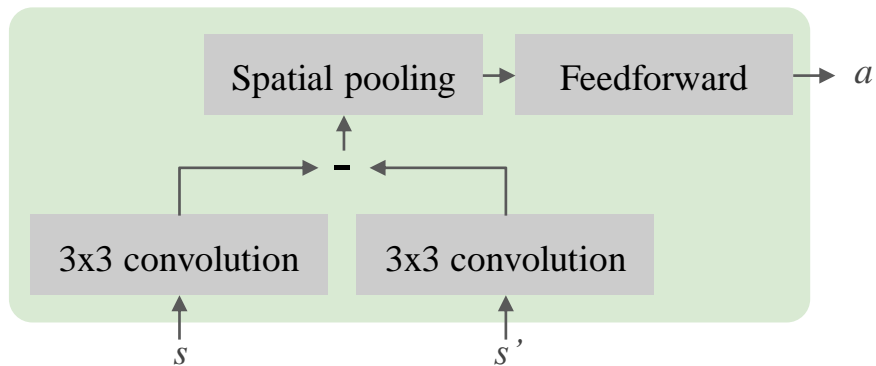 Spatial pooling
Feedforward
a
-
3x3 convolution
3x3 convolution
s
s’